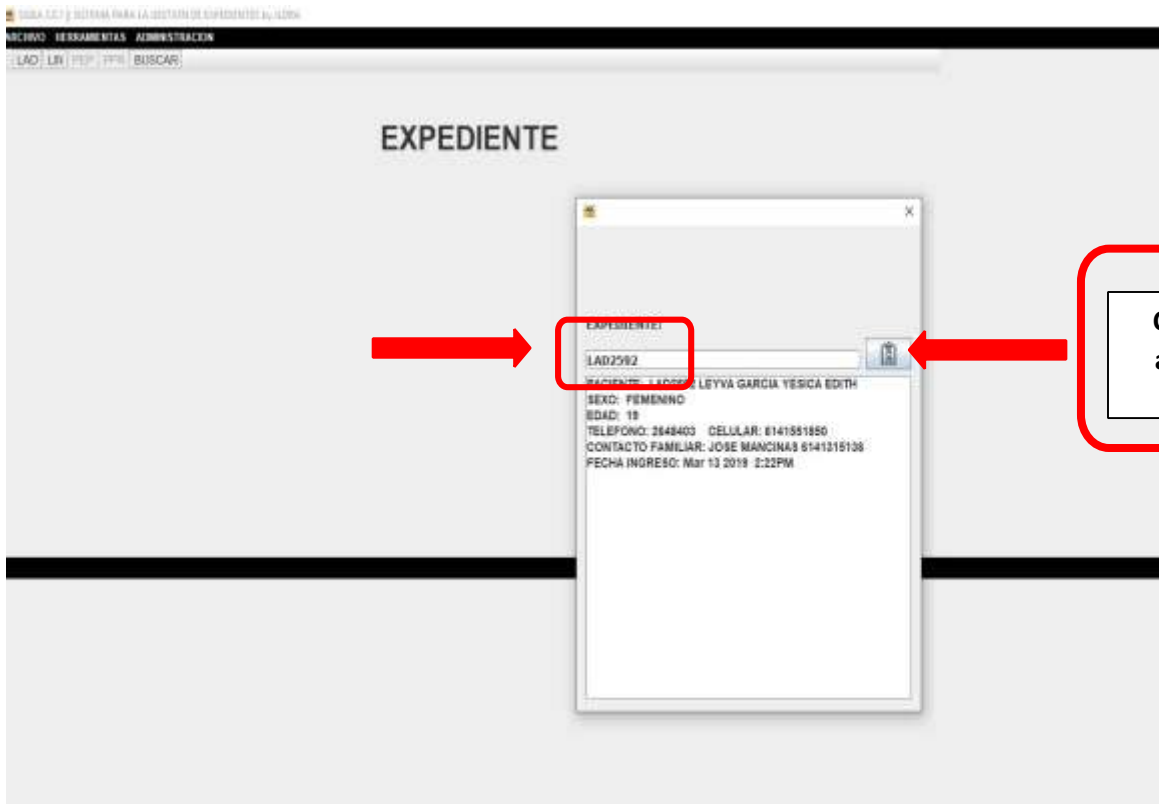 HERRAMIENTAS ADMINISTRACION
LAD LIN BUSCAR
EXPEDIENTE
EXPEDIENTE:
LAD2592
LEYVA GARCIA YESICA EDITH
SEXO: FEMENINO
EDAD: 19
TELEFONO: 2648403 CELULAR: 6141551850
CONTACTO FAMILIAR: JOSE MANCINAS 6141315136
FECHA INGRESO: Mar 13 2019 2:22PM